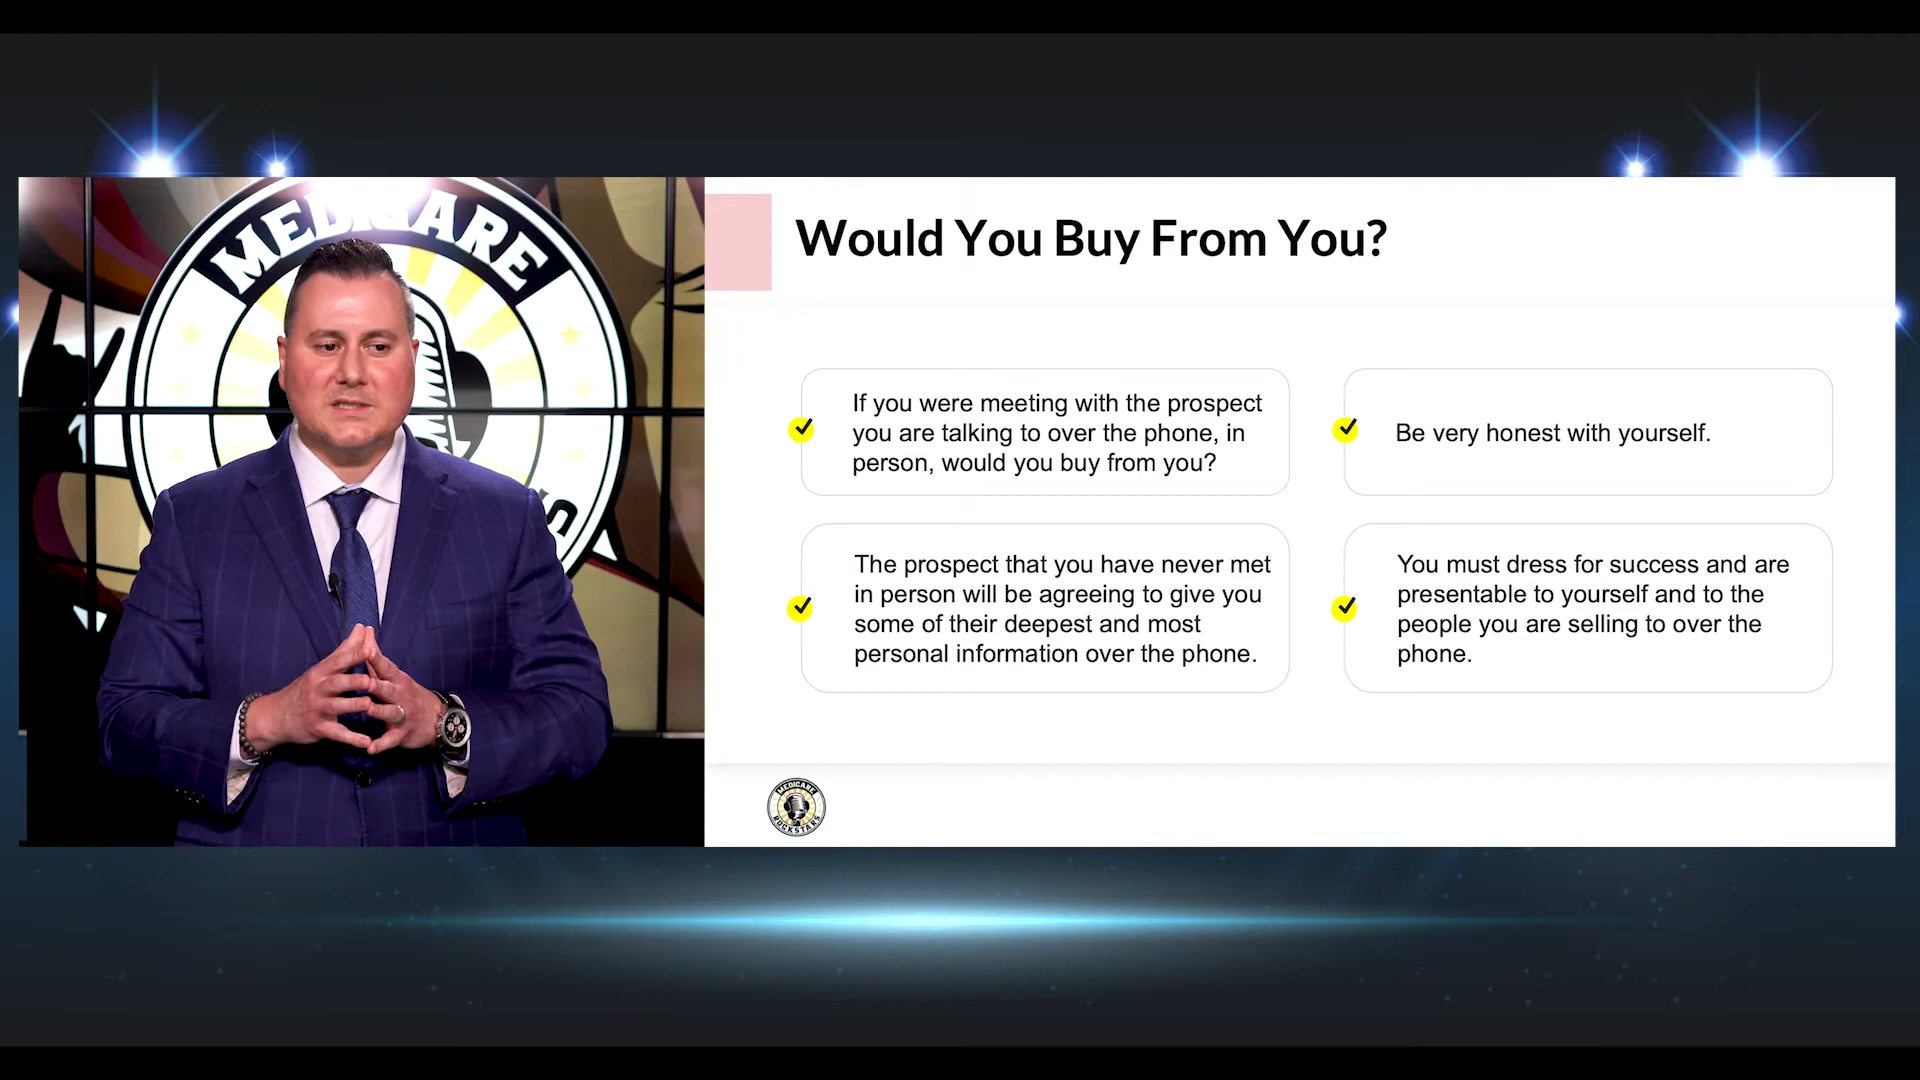 MEDICARE
Would You Buy From You?
If you were meeting with the prospect
you are talking to over the phone, in
person, would you buy from you?
Be very honest with yourself.
The prospect that you have never met
in person will be agreeing to give you
some of their deepest and most
personal information over the phone.
You must dress for success and are
presentable to yourself and to the
people you are selling to over the
phone.
MEDICARE
ROCKSTARS